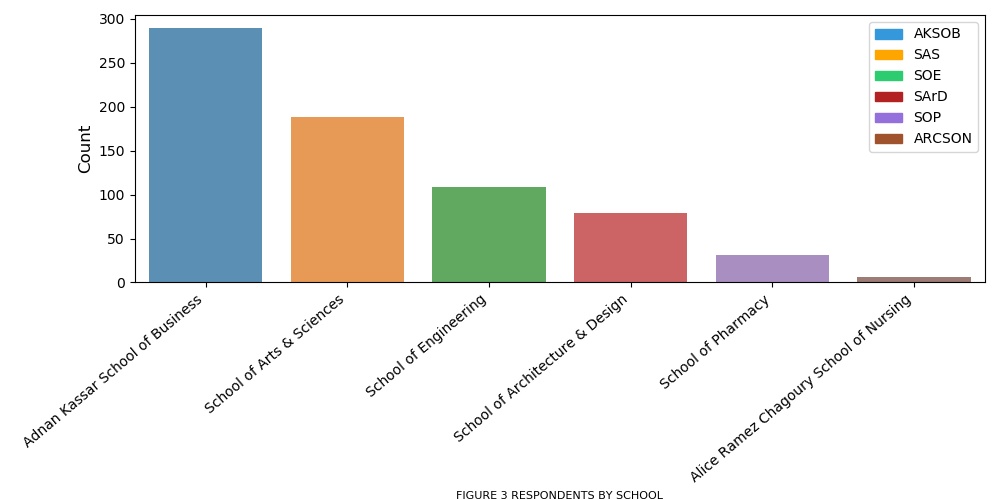 300
250
200
150
100
50
0
Count
AKSOB
SAS
SOE
SArD
SOP
ARCSON
Adnan Kassar School of Business
School of Arts & Sciences
School of Engineering
School of Architecture & Design
School of Pharmacy
Alice Ramez Chagoury School of Nursing
FIGURE 3 RESPONDENTS BY SCHOOL